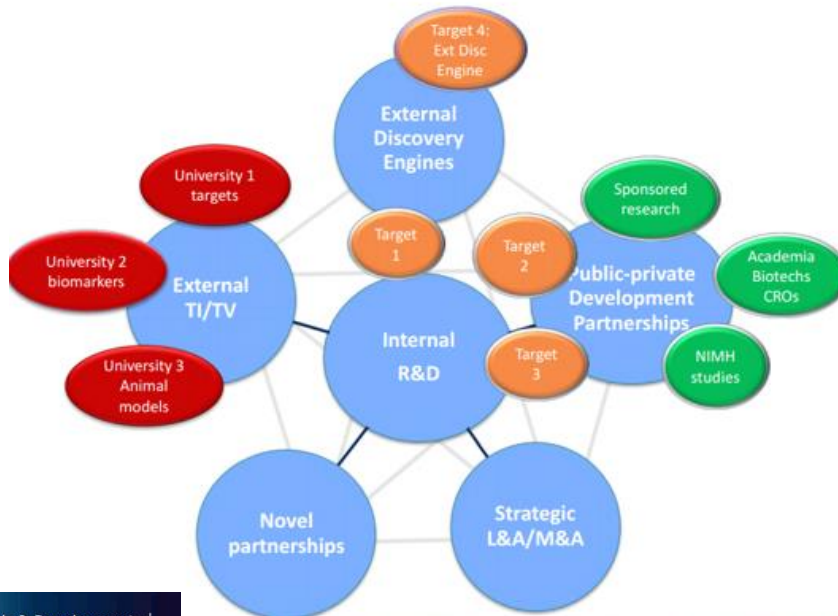 Target 4:
Ext Disc
Engine
External
Discovery
Engines
University 1
targets
Sponsored
research
University 2
biomarkers
External
TI/TV
Target
1
Target
2
Public-private
Development
Partnerships
Academia
Biotechs
CROs
University 3
Animal
models
Internal
R&D
Target
3
NIMH
studies
Novel
partnerships
Strategic
L&A/M&A